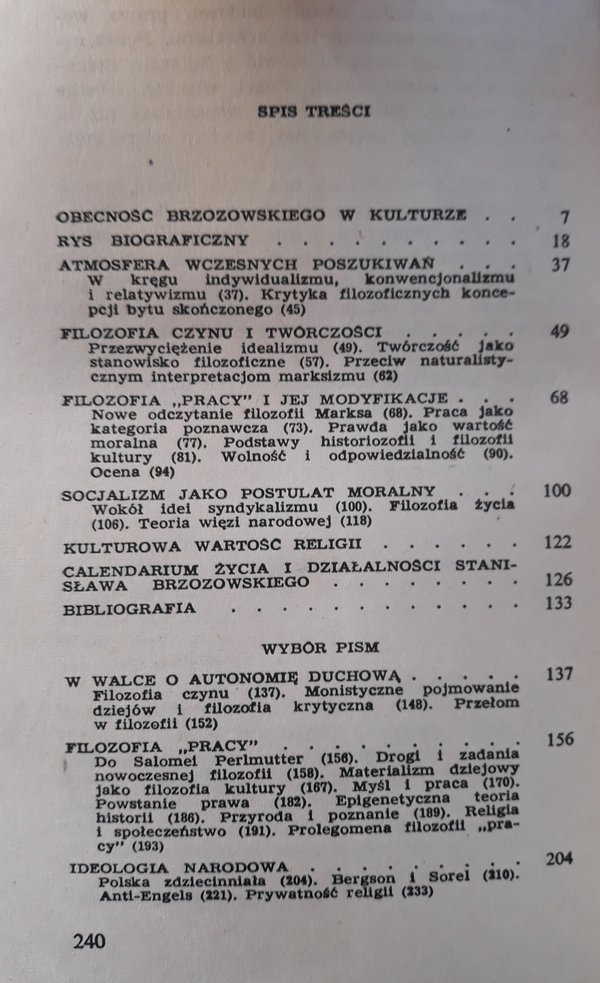 SPIS TREŚCI
OBECNOŚĆ BRZOZOWSKIEGO W KULTURZE . . 7
RYS BIOGRAFICZNY . . . . . . . . . . 18
ATMOSFERA WCZESNYCH POSZUKIWAŃ . . . 37
W kręgu indywidualizmu, konwencjonalizmu
i relatywizmu (37). Krytyka filozoficznych konce-
pcji bytu skończonego (45)
FILOZOFIA CZYNU I TWÓRCZOŚCI . . . . . 49
Przezwyciężenie idealizmu (49). Twórczość jako
stanowisko filozoficzne (57). Przeciw naturalisty-
cznym interpretacjom marksizmu (62)
FILOZOFIA „PRACY" I JEJ MODYFIKACJE . . . 68
Nowe odczytanie filozofii Marksa (68). Praca jako
kategoria poznawcza (73). Prawda jako wartość
moralna (77). Podstawy historiozofii i filozofii
kultury (81). Wolność i odpowiedzialność (90).
Ocena (94)
SOCJALIZM JAKO POSTULAT MORALNY . . . 100
Wokół idei syndykalizmu (100). Filozofia życia
(106). Teoria więzi narodowej (118)
KULTUROWA WARTOŚĆ RELIGII . . . . . . 122
CALENDARIUM ŻYCIA I DZIAŁALNOŚCI STANI-
SŁAWA BRZOZOWSKIEGO . . . . . . . . 126
BIBLIOGRAFIA . . . . . . . . . . . . 133
WYBÓR PISM
W WALCE O AUTONOMIĘ DUCHOWĄ . . . . . 137
Filozofia czynu (137). Monistyczne pojmowanie
dziejów i filozofia krytyczna (148). Przełom
w filozofii (152)
FILOZOFIA „PRACY" . . . . . . . . . . 156
Do Salomei Perlmutter (156). Drogi i zadania
nowoczesnej filozofii (158). Materializm dziejowy
jako filozofia kultury (167). Myśl i praca (170).
Powstanie prawa (182). Epigenetyczna teoria
historii (186). Przyroda i poznanie (189). Religia
i społeczeństwo (191). Prolegomena filozofii „pra-
cy" (193)
IDEOLOGIA NARODOWA . . . . . . . . . 204
Polska zdziecinniała (204). Bergson i Sorel (210).
Anti-Engels (221). Prywatność religii (233)
240